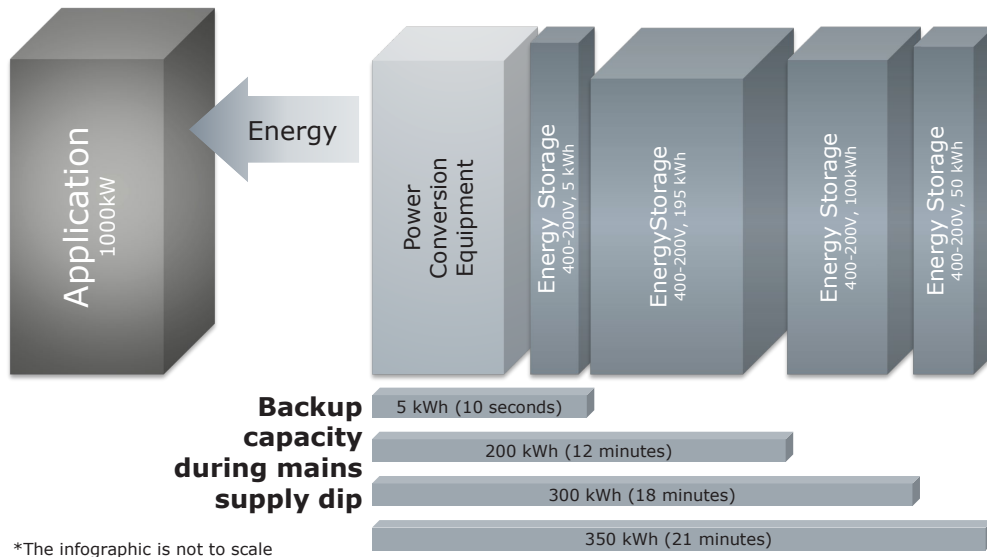 Application
1000kW
Energy
Power
Conversion
Equipment
Energy Storage
400-200V, 5 kWh
EnergyStorage
400-200V, 195 kWh
Energy Storage
400-200V, 100kWh
Energy Storage
400-200V, 50 kWh
Backup
capacity
during mains
supply dip
5 kWh (10 seconds)
200 kWh (12 minutes)
300 kWh (18 minutes)
350 kWh (21 minutes)
*The infographic is not to scale